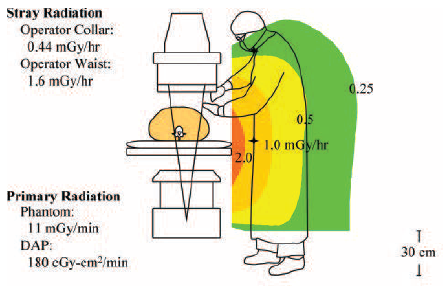 Stray Radiation
Operator Collar:
0.44 mGy/hr
Operator Waist:
1.6 mGy/hr
0.25
0.5
1.0 mGy/hr
2.0
Primary Radiation
Phantom:
11 mGy/min
DAP:
180 cGy-cm²/min
30 cm